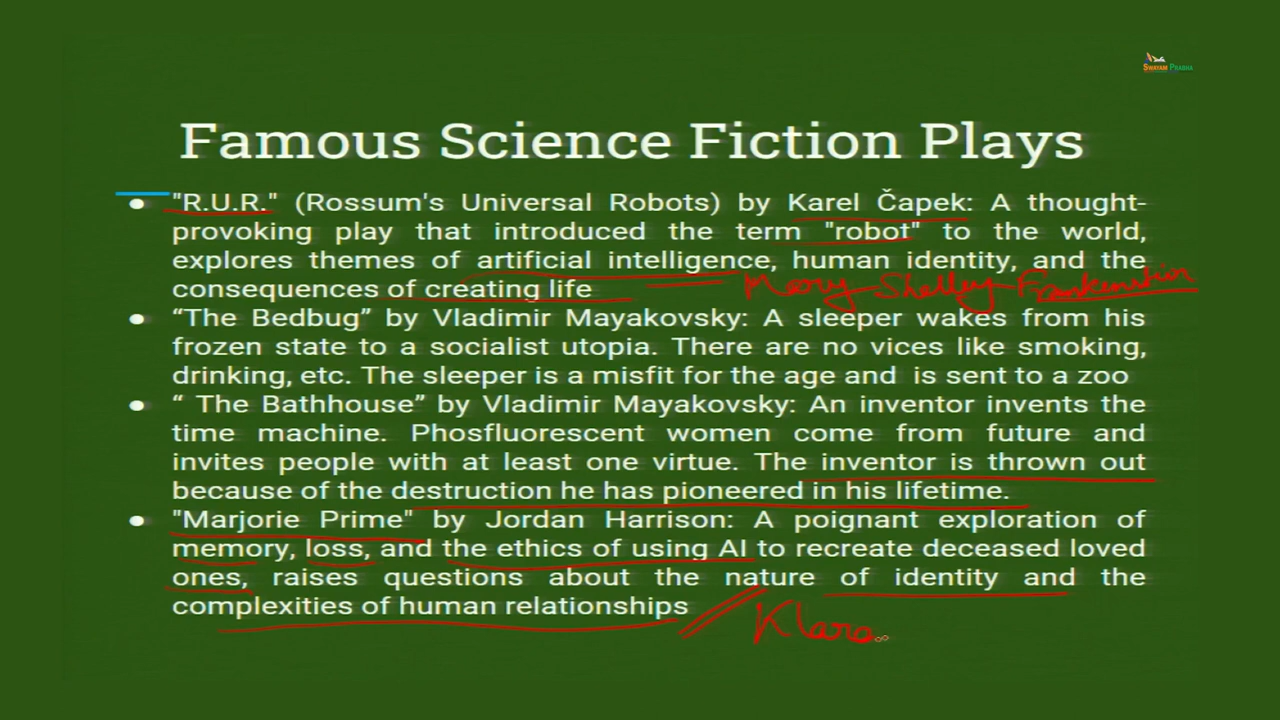 SWAYAM PRABHA
Famous Science Fiction Plays
● "R.U.R." (Rossum's Universal Robots) by Karel Čapek: A thought-
provoking play that introduced the term "robot" to the world,
explores themes of artificial intelligence, human identity, and the
consequences of creating life
Mary Shelley Frankenstien
● “The Bedbug” by Vladimir Mayakovsky: A sleeper wakes from his
frozen state to a socialist utopia. There are no vices like smoking,
drinking, etc. The sleeper is a misfit for the age and is sent to a zoo
● “ The Bathhouse” by Vladimir Mayakovsky: An inventor invents the
time machine. Phosfluorescent women come from future and
invites people with at least one virtue. The inventor is thrown out
because of the destruction he has pioneered in his lifetime.
● "Marjorie Prime" by Jordan Harrison: A poignant exploration of
memory, loss, and the ethics of using AI to recreate deceased loved
ones, raises questions about the nature of identity and the
complexities of human relationships
Klara